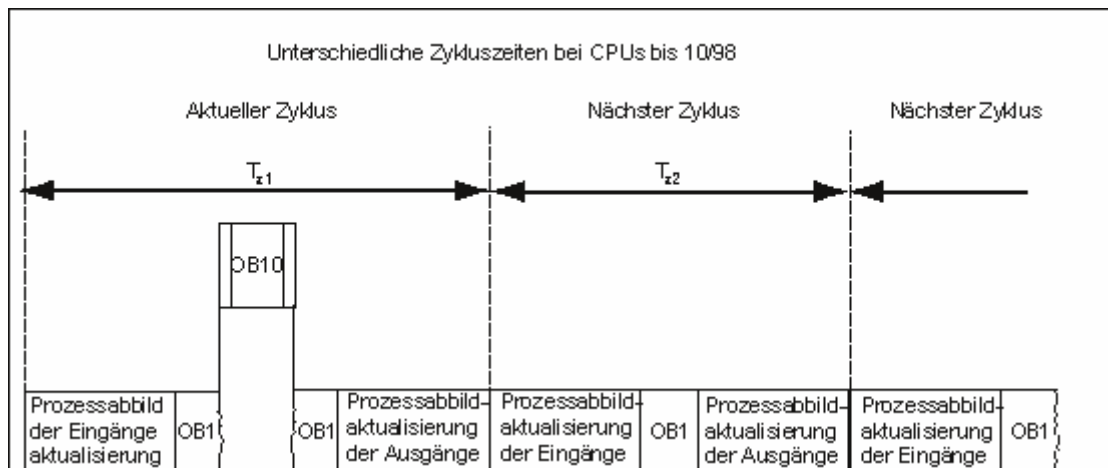 Unterschiedliche Zykluszeiten bei CPUs bis 10/98
Aktueller Zyklus
Nächster Zyklus
Nächster Zyklus
Tz1
Tz2
OB10
Prozessabbild
der Eingänge
aktualisierung
OB1
OB1
Prozessabbild-
aktualisierung
der Ausgänge
Prozessabbild-
aktualisierung
der Eingänge
OB1
Prozessabbild-
aktualisierung
der Ausgänge
Prozessabbild-
aktualisierung
der Eingänge
OB1